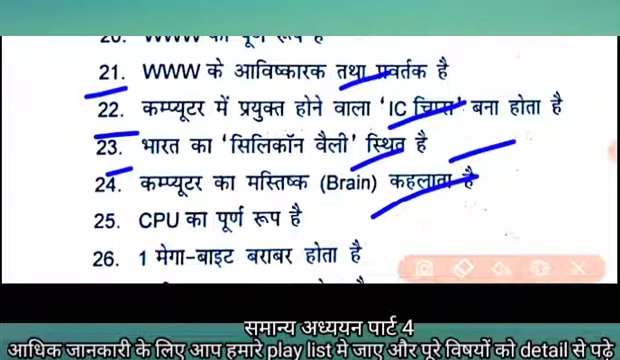 20. WWW का पूर्ण रूप है
21. WWW के आविष्कारक तथा प्रवर्तक है
22. कम्प्यूटर में प्रयुक्त होने वाला 'IC चिप्स' बना होता है
23. भारत का 'सिलिकॉन वैली' स्थित है
24. कम्प्यूटर का मस्तिष्क (Brain) कहलाता है
25. CPU का पूर्ण रूप है
26. 1 मेगा-बाइट बराबर होता है
समान्य अध्ययन पार्ट 4
आधिक जानकारी के लिए आप हमारे play list मे जाए और पूरे विषयों को detail से पढ़े